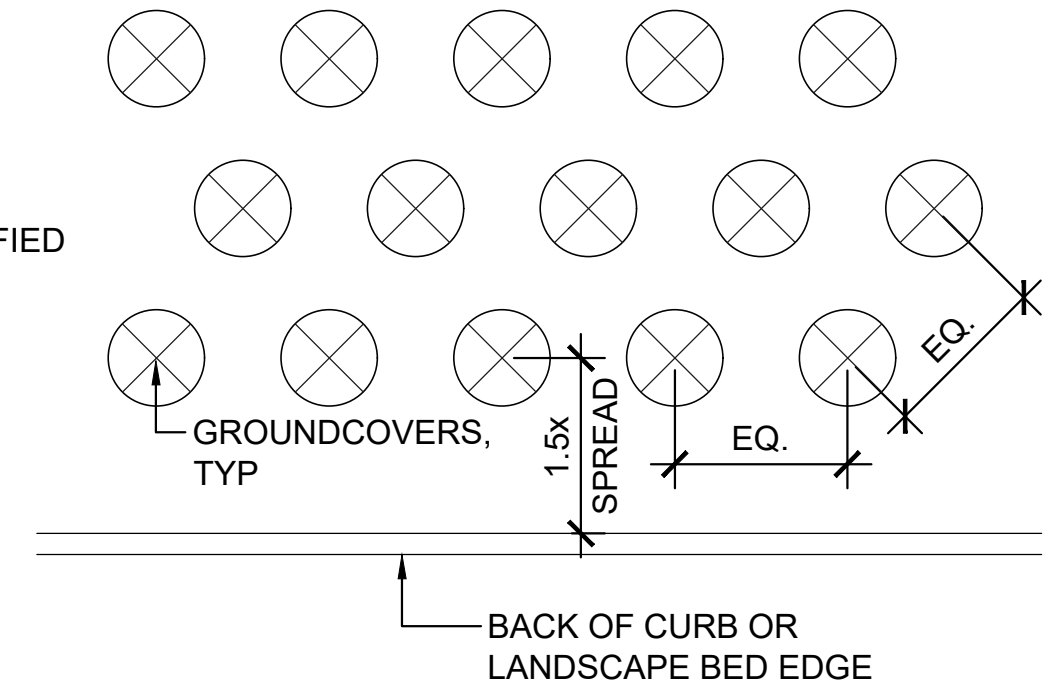 FIED
EQ.
GROUNDCOVERS,
TYP
1.5x
SPREAD
EQ.
BACK OF CURB OR
LANDSCAPE BED EDGE